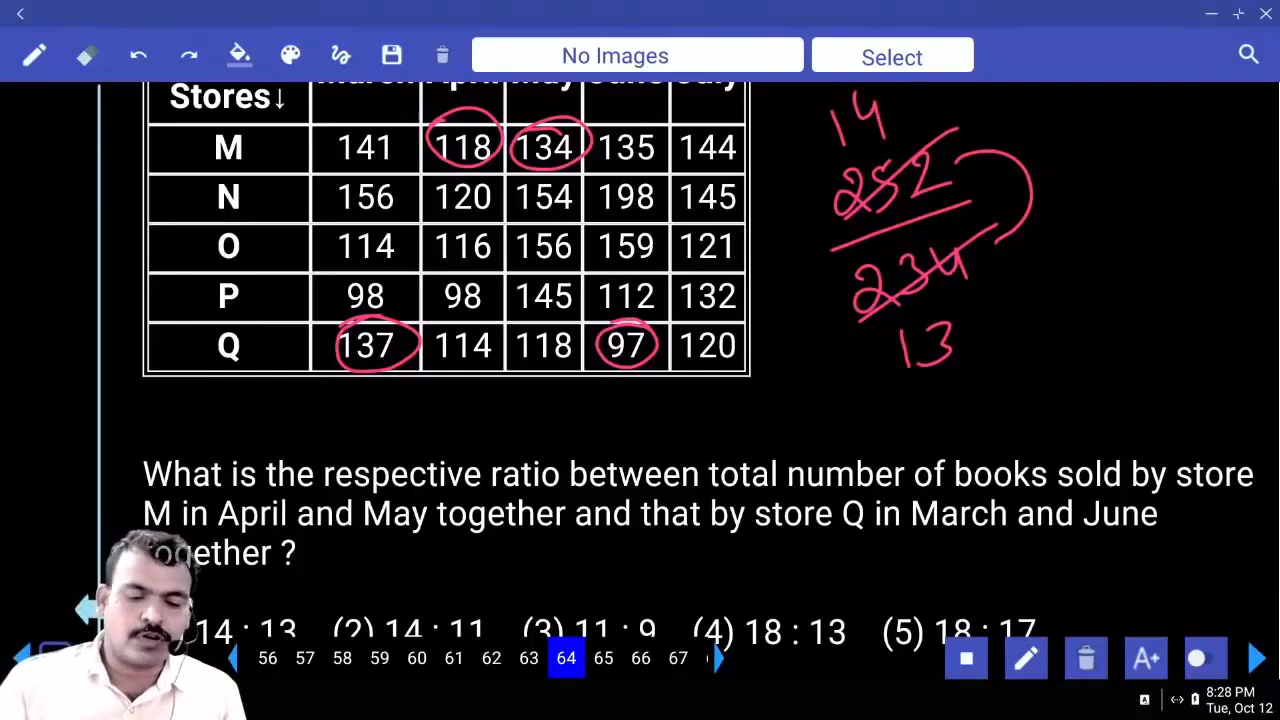 No Images
Select
Stores↓
M 141 118 134 135 144
N 156 120 154 198 145
O 114 116 156 159 121
P 98 98 145 112 132
Q 137 114 118 97 120
14
252
234
13
What is the respective ratio between total number of books sold by store
M in April and May together and that by store Q in March and June
together ?
14 : 13 (2) 14 : 11 (3) 11 : 9 (4) 18 : 13 (5) 18 : 17
56 57 58 59 60 61 62 63 64 65 66 67
A+
8:28 PM
Tue, Oct 12